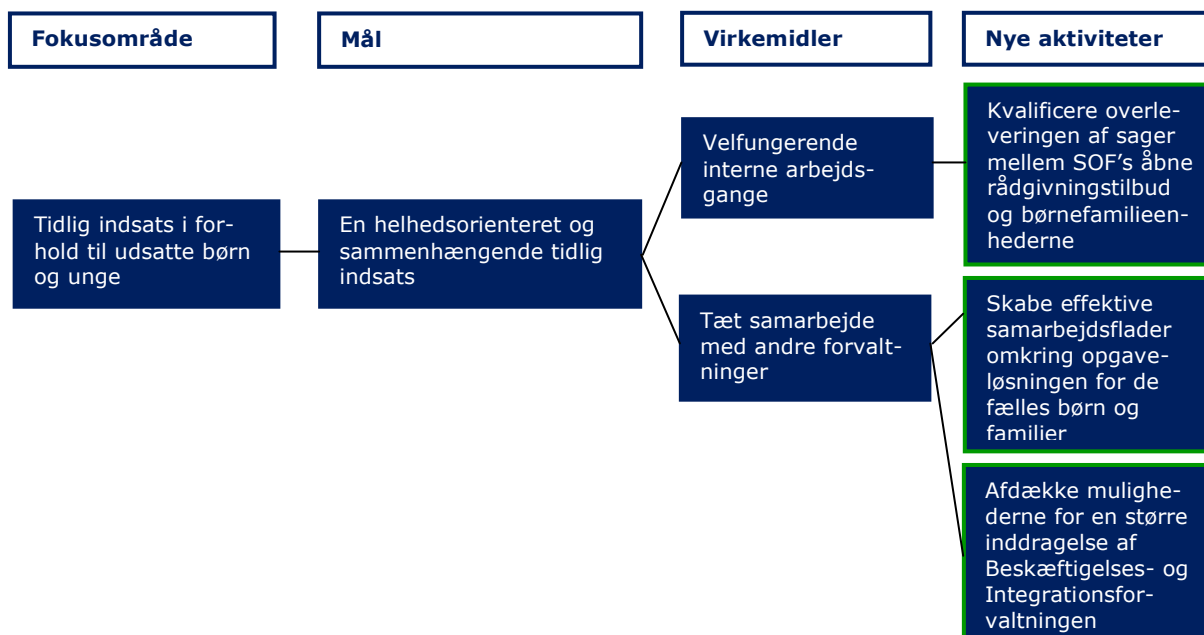 Fokusområde
Mål
Virkemidler
Nye aktiviteter
Tidlig indsats i for-
hold til udsatte børn
og unge
En helhedsorienteret og
sammenhængende tidlig
indsats
Velfungerende
interne arbejds-
gange
Tæt samarbejde
med andre forvalt-
ninger
Kvalificere overle-
veringen af sager
mellem SOF's åbne
rådgivningstilbud
og børnefamilieen-
hederne
Skabe effektive
samarbejdsflader
omkring opgave-
løsningen for de
fælles børn og
familier
Afdække mulighe-
derne for en større
inddragelse af
Beskæftigelses- og
Integrationsfor-
valtningen